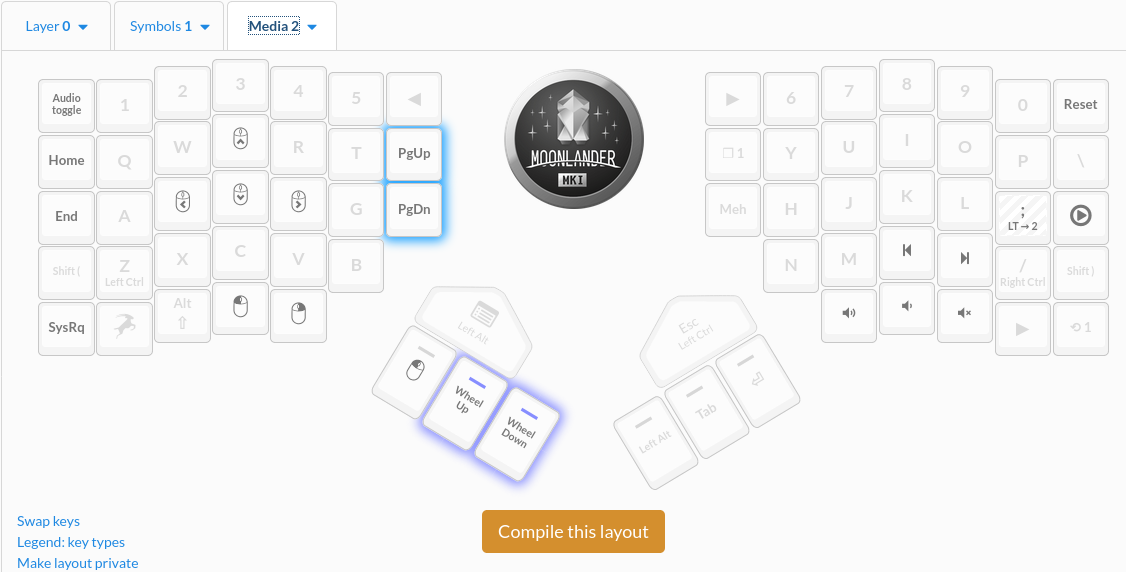 Layer 0
Symbols 1
Media 2
Audio toggle
1
2
3
4
5
6
7
8
9
0
Reset
Home
Q
W
R
T
PgUp
MOONLANDER
MKI
1
Y
U
I
O
P
\
End
A
G
PgDn
Meh
H
J
K
L
;
LT→2
Shift (
Z
Left Ctrl
X
C
V
B
N
M
/
Right Ctrl
Shift )
SysRq
Alt
⇧
1
Left Alt
Wheel Up
Wheel Down
Esc
Left Ctrl
Left Alt
Tab
Swap keys
Legend: key types
Make layout private
Compile this layout